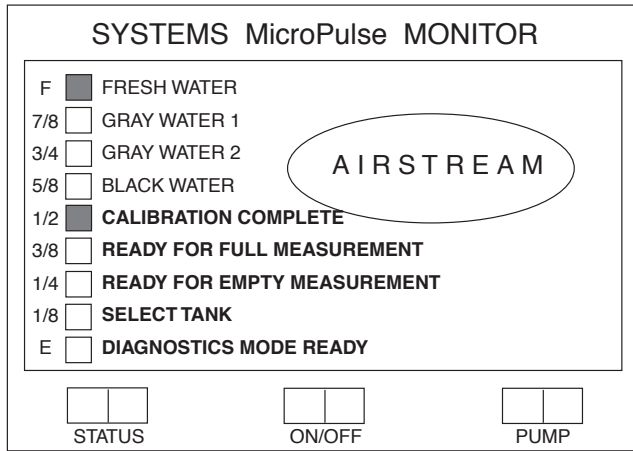 SYSTEMS MicroPulse MONITOR
F FRESH WATER
7/8 GRAY WATER 1
3/4 GRAY WATER 2
AIRSTREAM
5/8 BLACK WATER
1/2 CALIBRATION COMPLETE
3/8 READY FOR FULL MEASUREMENT
1/4 READY FOR EMPTY MEASUREMENT
1/8 SELECT TANK
E DIAGNOSTICS MODE READY
STATUS ON/OFF PUMP